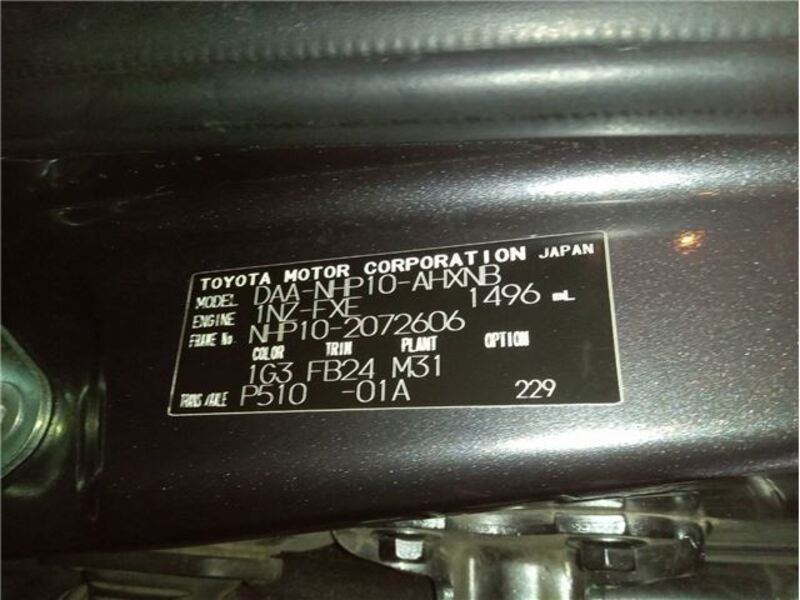 TOYOTA MOTOR CORPORATION JAPAN
MODEL DAA-NHP10-AHXNB
ENGINE 1NZ-FXE 1496 mL
FRAME No. NHP10-2072606
COLOR TRIM PLANT OPTION
1G3 FB24 M31
TRANS/AXLE P510 -01A 229